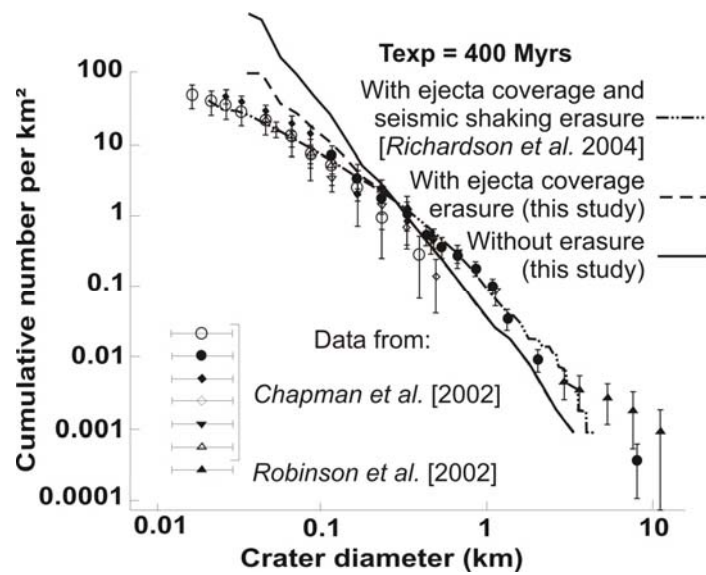 Texp = 400 Myrs
With ejecta coverage and
seismic shaking erasure
[Richardson et al. 2004]
With ejecta coverage
erasure (this study)
Without erasure
(this study)
Cumulative number per km²
100
10
1
0.1
0.01
0.001
0.0001
Data from:
Chapman et al. [2002]
Robinson et al. [2002]
0.01
0.1
1
10
Crater diameter (km)